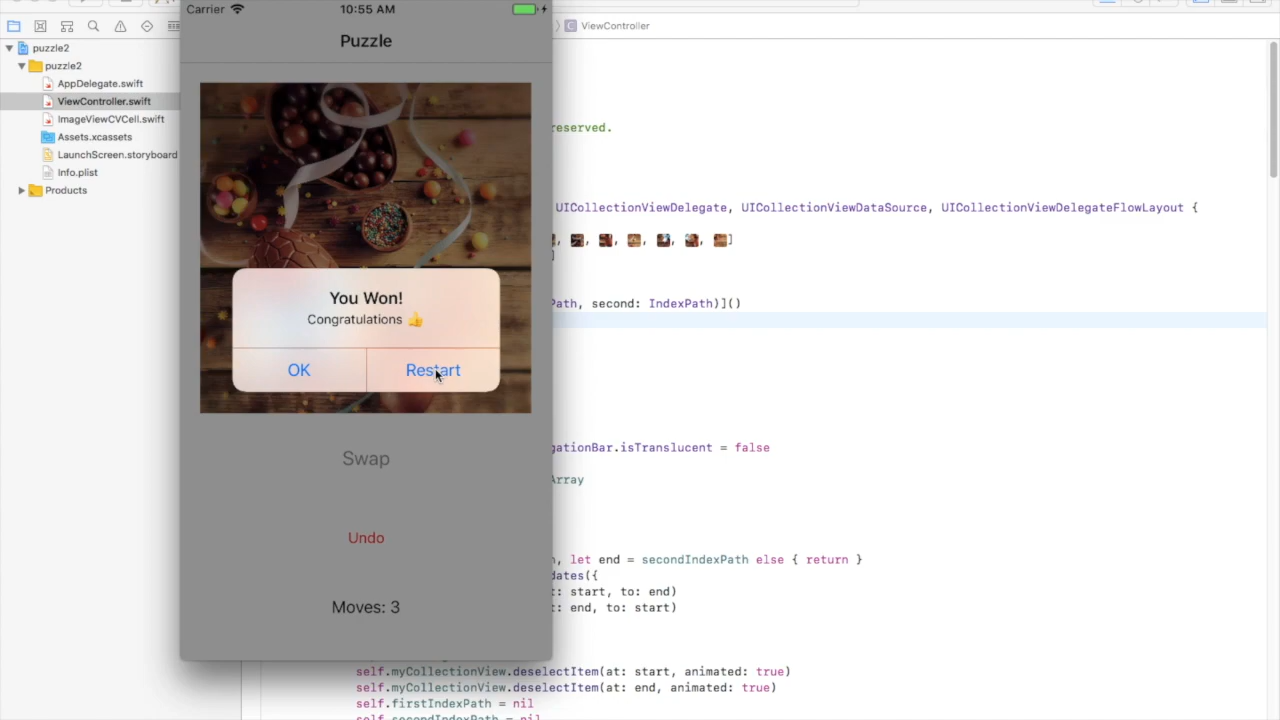 Carrier 10:55 AM
Puzzle
ViewController
puzzle2
puzzle2
AppDelegate.swift
ViewController.swift
ImageViewCVCell.swift
Assets.xcassets
LaunchScreen.storyboard
Info.plist
Products
You Won!
Congratulations 👍
OK Restart
Swap
Undo
Moves: 3
reserved.
UICollectionViewDelegate, UICollectionViewDataSource, UICollectionViewDelegateFlowLayout {
, , , , , , ]
]
Path, second: IndexPath)]()
gationBar.isTranslucent = false
Array
, let end = secondIndexPath else { return }
dates({
: start, to: end)
: end, to: start)
self.myCollectionView.deselectItem(at: start, animated: true)
self.myCollectionView.deselectItem(at: end, animated: true)
self.firstIndexPath = nil
self.secondIndexPath = nil